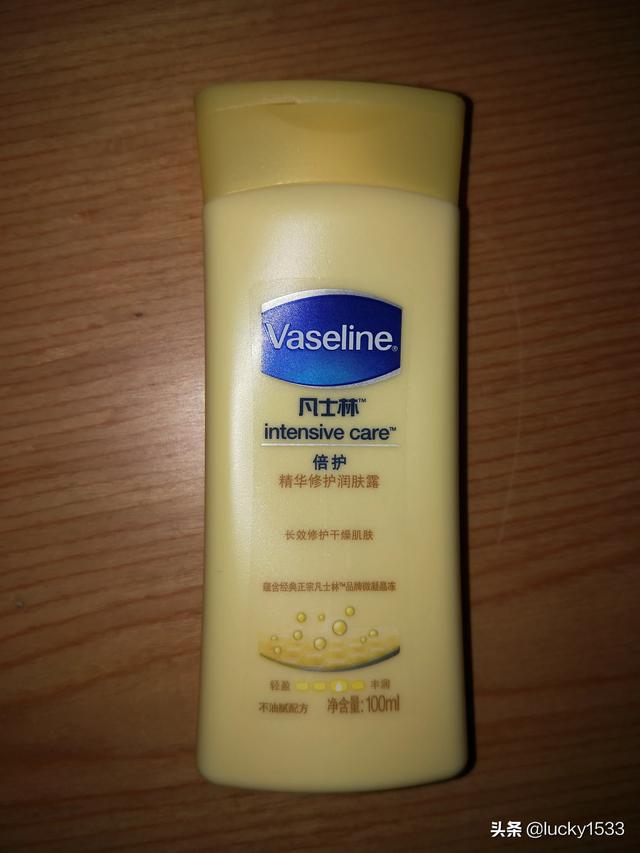 Vaseline®
凡士林™
intensive care™
倍护
精华修护润肤露
长效修护干燥肌肤
蕴含经典正宗凡士林™品牌微凝晶冻
轻盈 丰润
不油腻配方 净含量:100ml
头条 @lucky1533